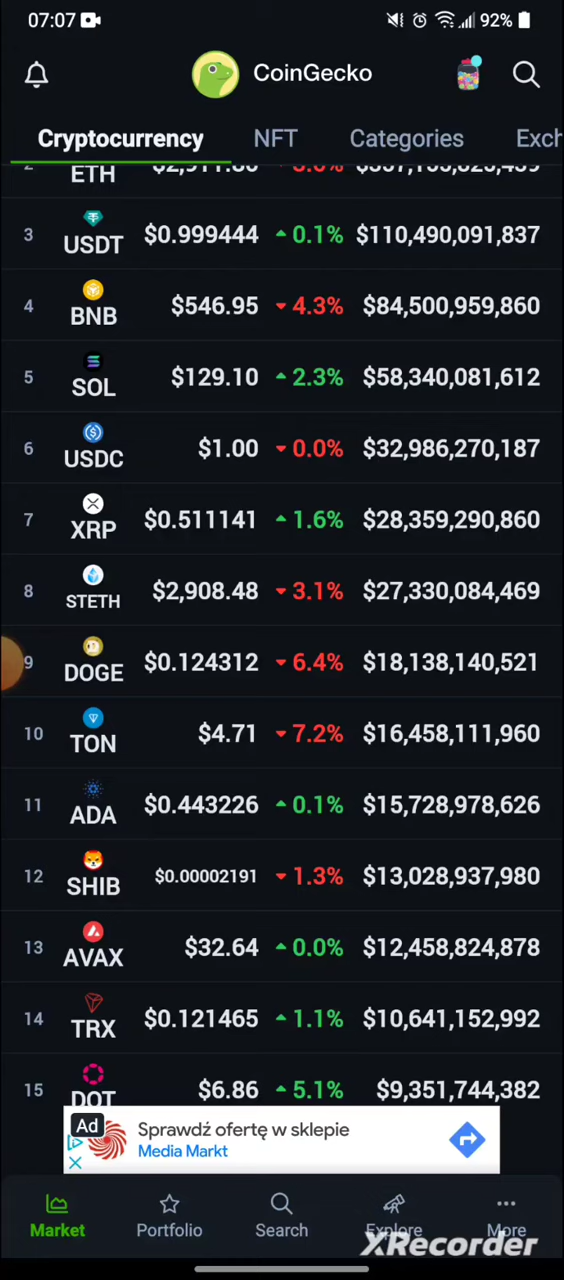 07:07 92%
CoinGecko
Cryptocurrency NFT Categories Exch
2 ETH
3 USDT $0.999444 0.1% $110,490,091,837
4 BNB $546.95 4.3% $84,500,959,860
5 SOL $129.10 2.3% $58,340,081,612
6 USDC $1.00 0.0% $32,986,270,187
7 XRP $0.511141 1.6% $28,359,290,860
8 STETH $2,908.48 3.1% $27,330,084,469
9 DOGE $0.124312 6.4% $18,138,140,521
10 TON $4.71 7.2% $16,458,111,960
11 ADA $0.443226 0.1% $15,728,978,626
12 SHIB $0.00002191 1.3% $13,028,937,980
13 AVAX $32.64 0.0% $12,458,824,878
14 TRX $0.121465 1.1% $10,641,152,992
15 DOT $6.86 5.1% $9,351,744,382
Ad Sprawdź ofertę w sklepie
Media Markt
Market Portfolio Search Explore More
XRecorder